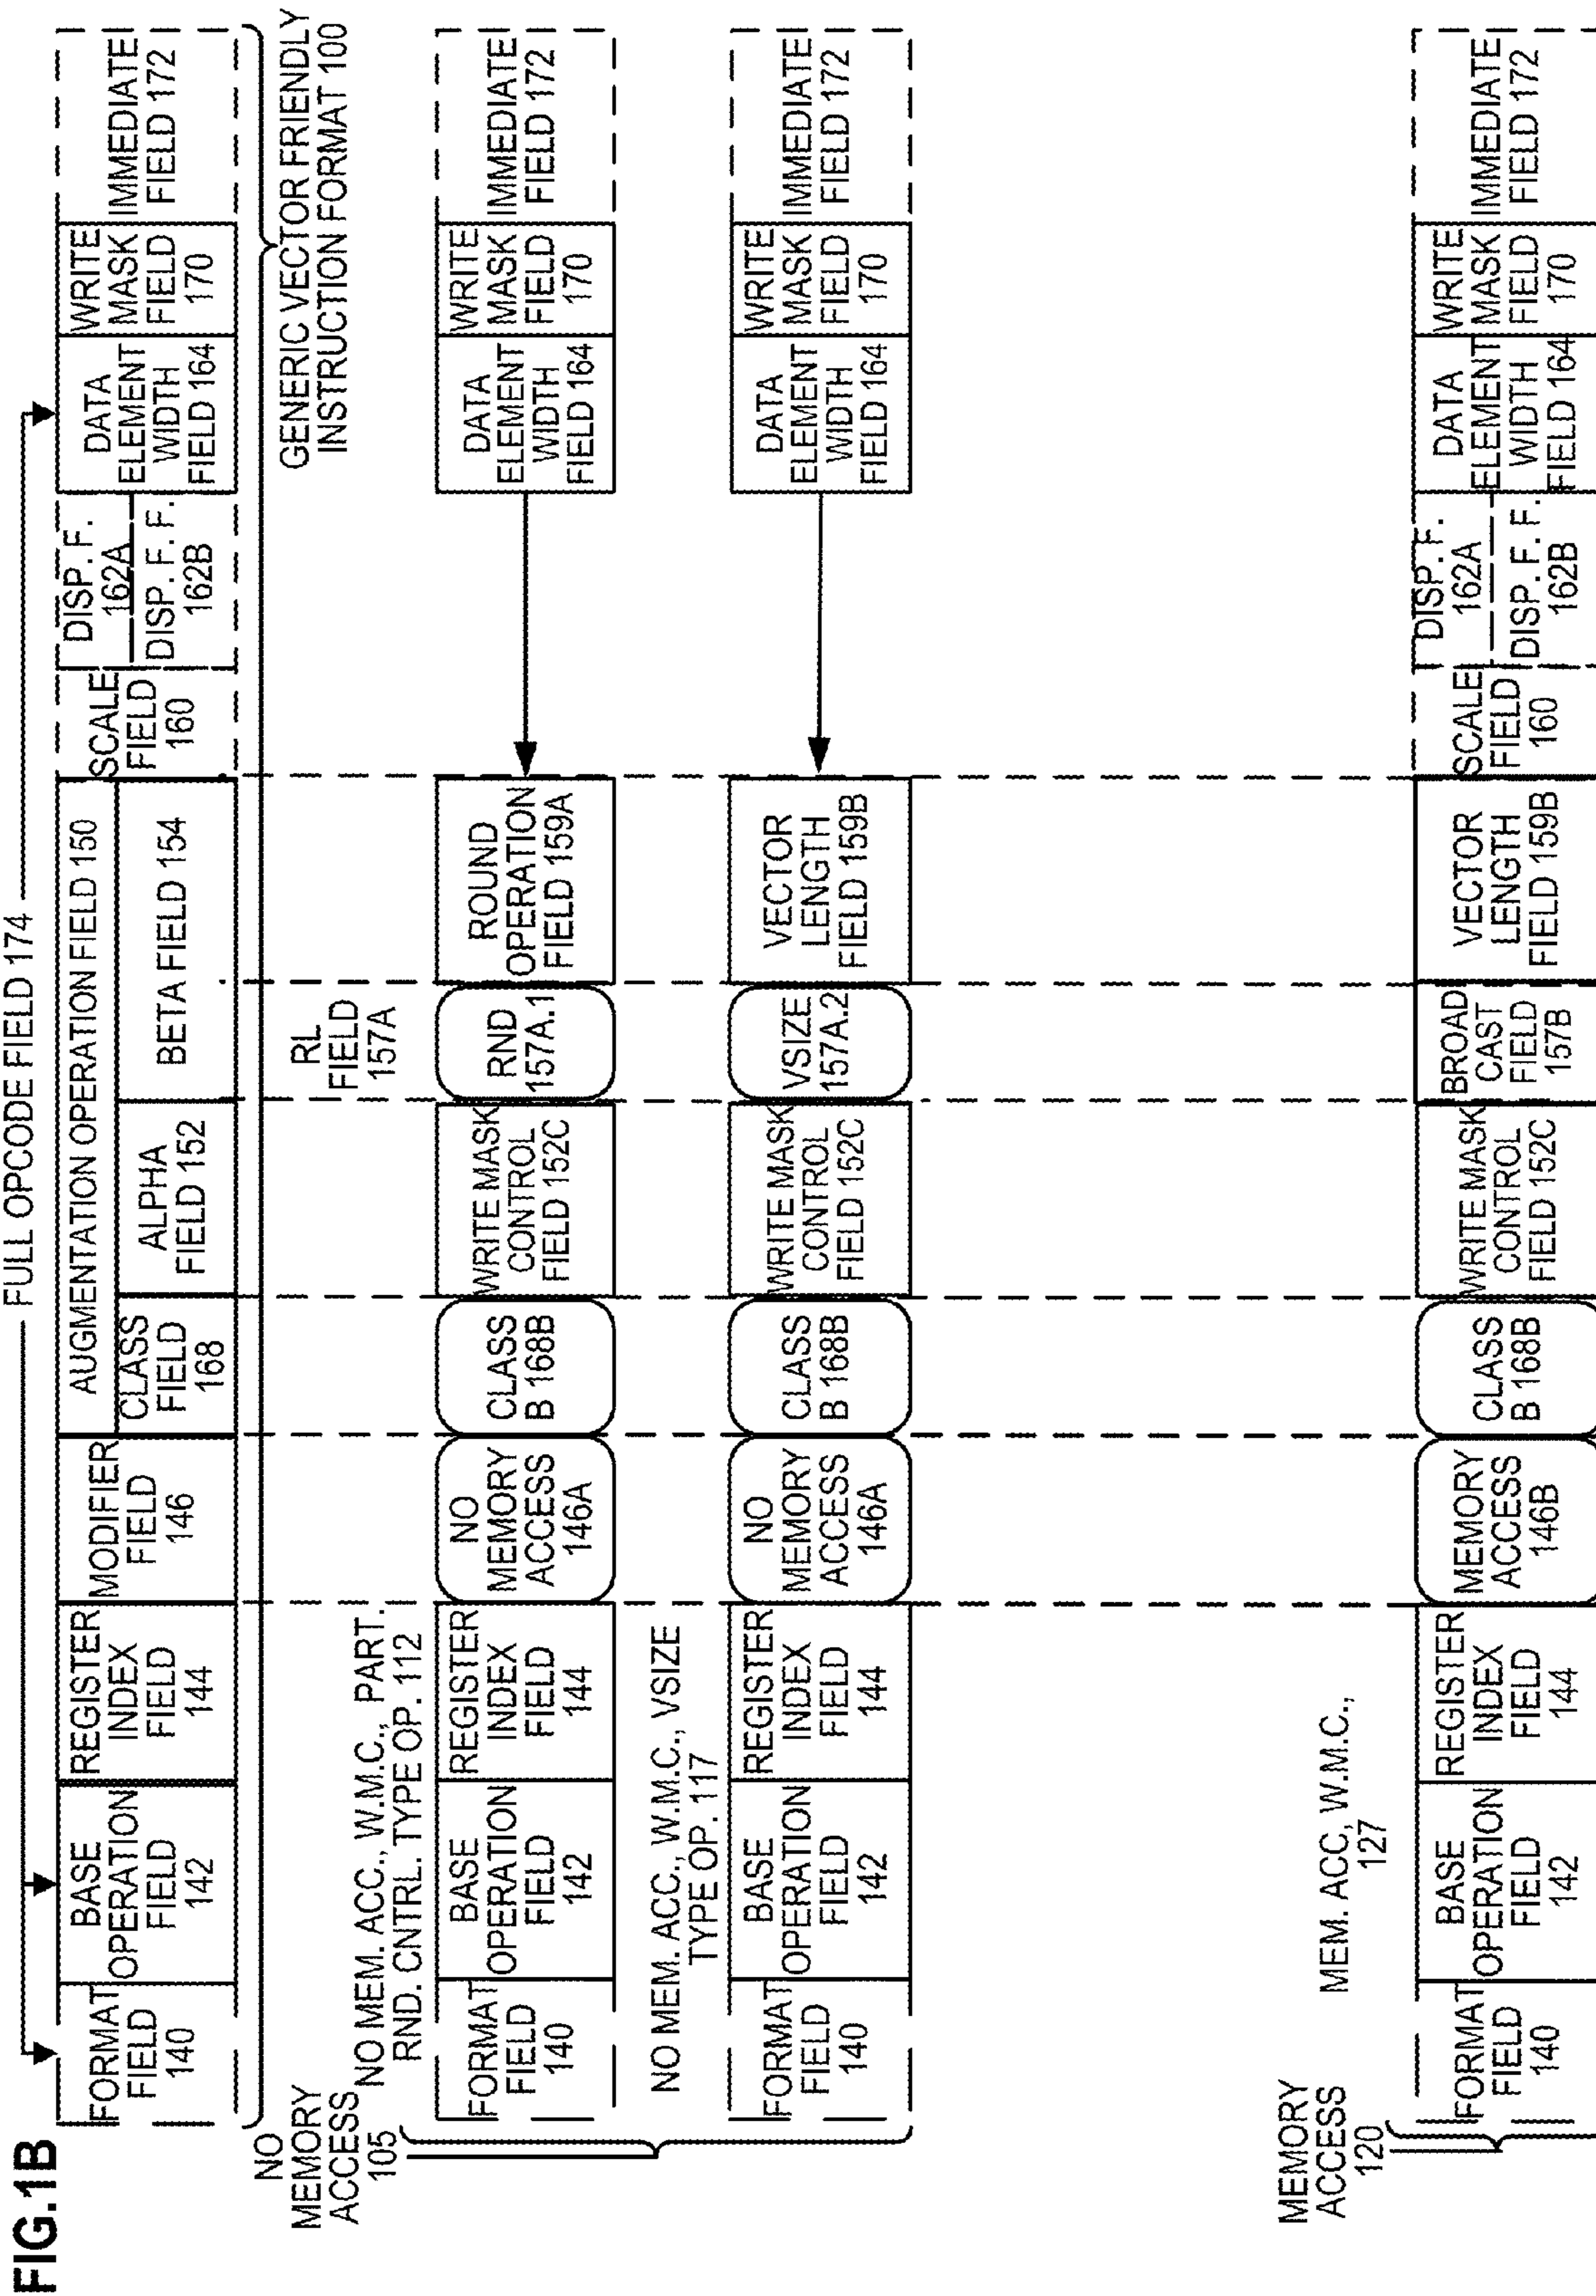 FIG.1B
FULL OPCODE FIELD 174
FORMAT
FIELD
140
BASE
OPERATION
FIELD
142
REGISTER
INDEX
FIELD
144
MODIFIER
FIELD
146
AUGMENTATION OPERATION FIELD 150
CLASS
FIELD
168
ALPHA
FIELD 152
BETA FIELD 154
SCALE
FIELD
160
DISP. F.
162A
DISP. F. F.
162B
DATA
ELEMENT
WIDTH
FIELD 164
WRITE
MASK
FIELD
170
IMMEDIATE
FIELD 172
GENERIC VECTOR FRIENDLY
INSTRUCTION FORMAT 100
NO
MEMORY
ACCESS
105
NO MEM. ACC., W.M.C., PART.
RND. CNTRL. TYPE OP. 112
RL
FIELD
157A
FORMAT
FIELD
140
BASE
OPERATION
FIELD
142
REGISTER
INDEX
FIELD
144
NO
MEMORY
ACCESS
146A
CLASS
B 168B
WRITE MASK
CONTROL
FIELD 152C
RND
157A.1
ROUND
OPERATION
FIELD 159A
DATA
ELEMENT
WIDTH
FIELD 164
WRITE
MASK
FIELD
170
IMMEDIATE
FIELD 172
NO MEM. ACC., W.M.C., VSIZE
TYPE OP. 117
FORMAT
FIELD
140
BASE
OPERATION
FIELD
142
REGISTER
INDEX
FIELD
144
NO
MEMORY
ACCESS
146A
CLASS
B 168B
WRITE MASK
CONTROL
FIELD 152C
VSIZE
157A.2
VECTOR
LENGTH
FIELD 159B
DATA
ELEMENT
WIDTH
FIELD 164
WRITE
MASK
FIELD
170
IMMEDIATE
FIELD 172
MEMORY
ACCESS
120
MEM. ACC, W.M.C.,
127
FORMAT
FIELD
140
BASE
OPERATION
FIELD
142
REGISTER
INDEX
FIELD
144
MEMORY
ACCESS
146B
CLASS
B 168B
WRITE MASK
CONTROL
FIELD 152C
BROAD
CAST
FIELD
157B
VECTOR
LENGTH
FIELD 159B
SCALE
FIELD
160
DISP. F.
162A
DISP. F. F.
162B
DATA
ELEMENT
WIDTH
FIELD 164
WRITE
MASK
FIELD
170
IMMEDIATE
FIELD 172